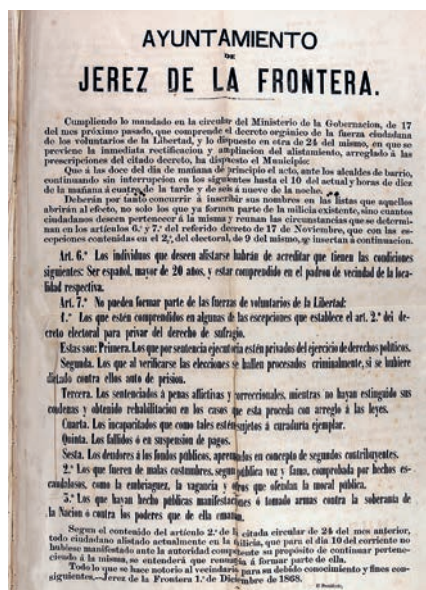 AYUNTAMIENTO
DE
JEREZ DE LA FRONTERA.
Cumpliendo lo mandado en la circular del Ministerio de la Gobernacion, de 17
del mes próximo pasado, que comprende el decreto orgánico de la fuerza ciudadana
de los voluntarios de la Libertad, y lo dispuesto en otra de 24 del mismo, en que se
previene la inmediata rectificacion y ampliacion del alistamiento, arreglado á las
prescripciones del citado decreto, ha dispuesto el Municipio:
Que á las doce del dia de mañana de principio el acto, ante los alcaldes de barrio,
continuando sin interrupcion en los siguientes hasta el 10 del actual y horas de diez
de la mañana á cuatro de la tarde y de seis á nueve de la noche.
Deberán por tanto concurrir á inscribir sus nombres en las listas que aquellos
abrirán al efecto, no solo los que ya formen parte de la milicia existente, sino cuantos
ciudadanos deseen pertenecer á la misma y reunan las circunstancias que se determi-
nan en los artículos 6.º y 7.º del referido decreto de 17 de Noviembre, que con las es-
cepciones contenidas en el 2.º, del electoral, de 9 del mismo, se insertan á continuacion.
Art. 6.º Los individuos que deseen alistarse habrán de acreditar que tienen las condiciones
siguientes: Ser español, mayor de 20 años, y estar comprendido en el padron de vecindad de la loca-
lidad respectiva.
Art. 7.º No pueden formar parte de las fuerzas de voluntarios de la Libertad:
1.º Los que estén comprendidos en algunas de las escepciones que establece el art. 2.º del de-
creto electoral para privar del derecho de sufragio.
Estas son: Primera. Los que por sentencia ejecutoria estén privados del ejercicio de derechos políticos.
Segunda. Los que al verificarse las elecciones se hallen procesados criminalmente, si se hubiere
dictado contra ellos auto de prision.
Tercera. Los sentenciados á penas aflictivas y correccionales, mientras no hayan estinguido sus
condenas y obtenido rehabilitacion en los casos que esta proceda con arreglo á las leyes.
Cuarta. Los incapacitados que como tales estén sujetos á curaduría ejemplar.
Quinta. Los fallidos ó en suspension de pagos.
Sesta. Los deudores á los fondos públicos, apremiados en concepto de segundos contribuyentes.
2.º Los que fueren de malas costumbres, segun pública voz y fama, comprobada por hechos es-
candalosos, como la embriaguez, la vagancia y otros que ofendan la moral pública.
3.º Los que hayan hecho públicas manifestaciones ó tomado armas contra la soberanía de
la Nacion ó contra los poderes que de ella emanan.
Segun el contenido del artículo 2.º de la citada circular de 24 del mes anterior,
todo ciudadano alistado actualmente en la milicia, que para el dia 10 del corriente no
hubiese manifestado ante la autoridad competente su propósito de continuar pertene-
ciendo á la misma, se entenderá que renuncia á formar parte de ella.
Todo lo que se hace notorio al vecindario para su debido conocimiento y fines con-
siguientes.—Jerez de la Frontera 1.º de Diciembre de 1868.